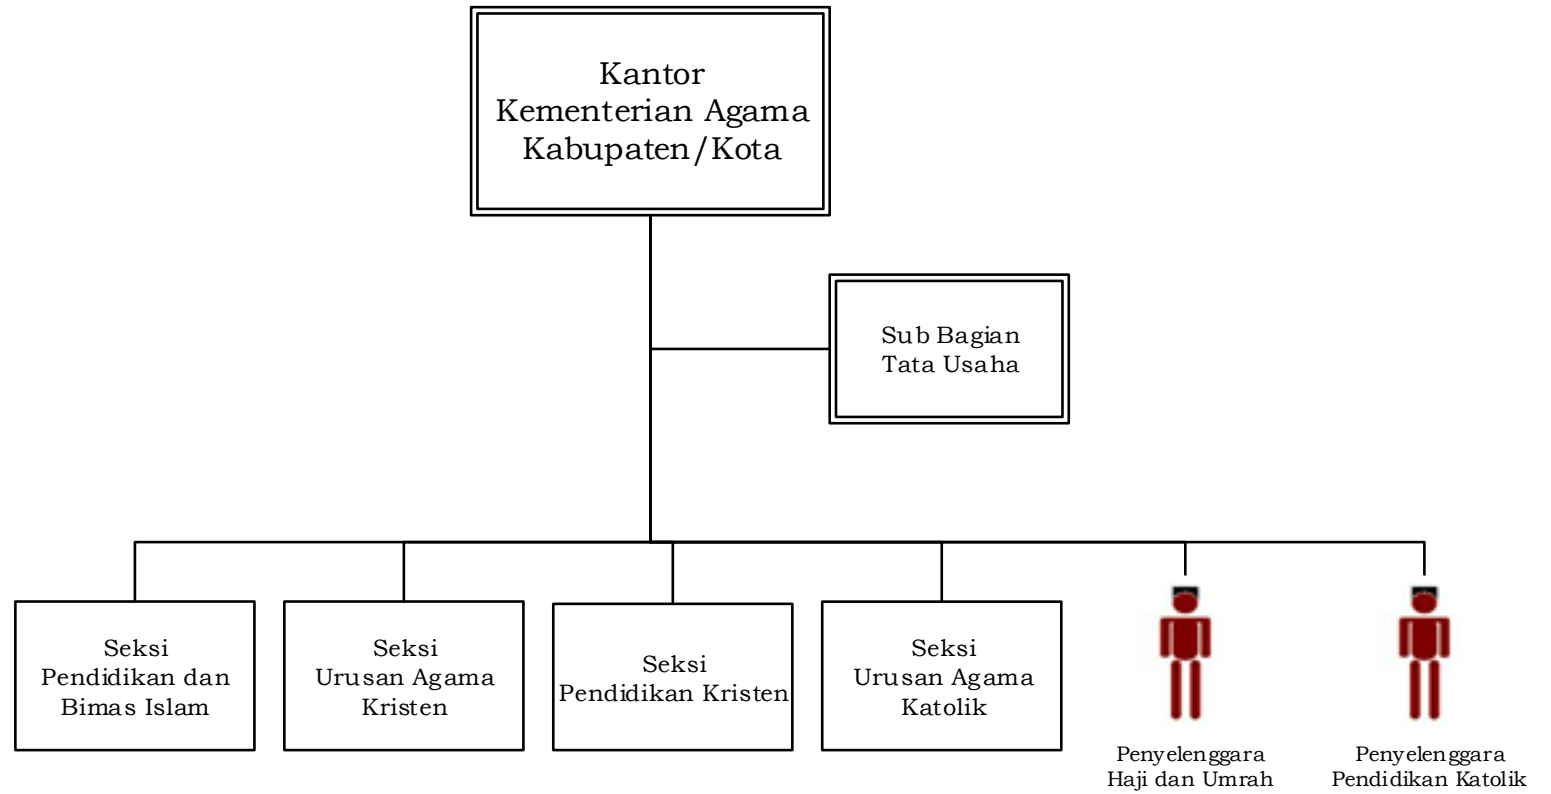 Kantor
Kementerian Agama
Kabupaten/Kota
Sub Bagian
Tata Usaha
Seksi
Pendidikan dan
Bimas Islam
Seksi
Urusan Agama
Kristen
Seksi
Pendidikan Kristen
Seksi
Urusan Agama
Katolik
Penyelenggara
Haji dan Umrah
Penyelenggara
Pendidikan Katolik